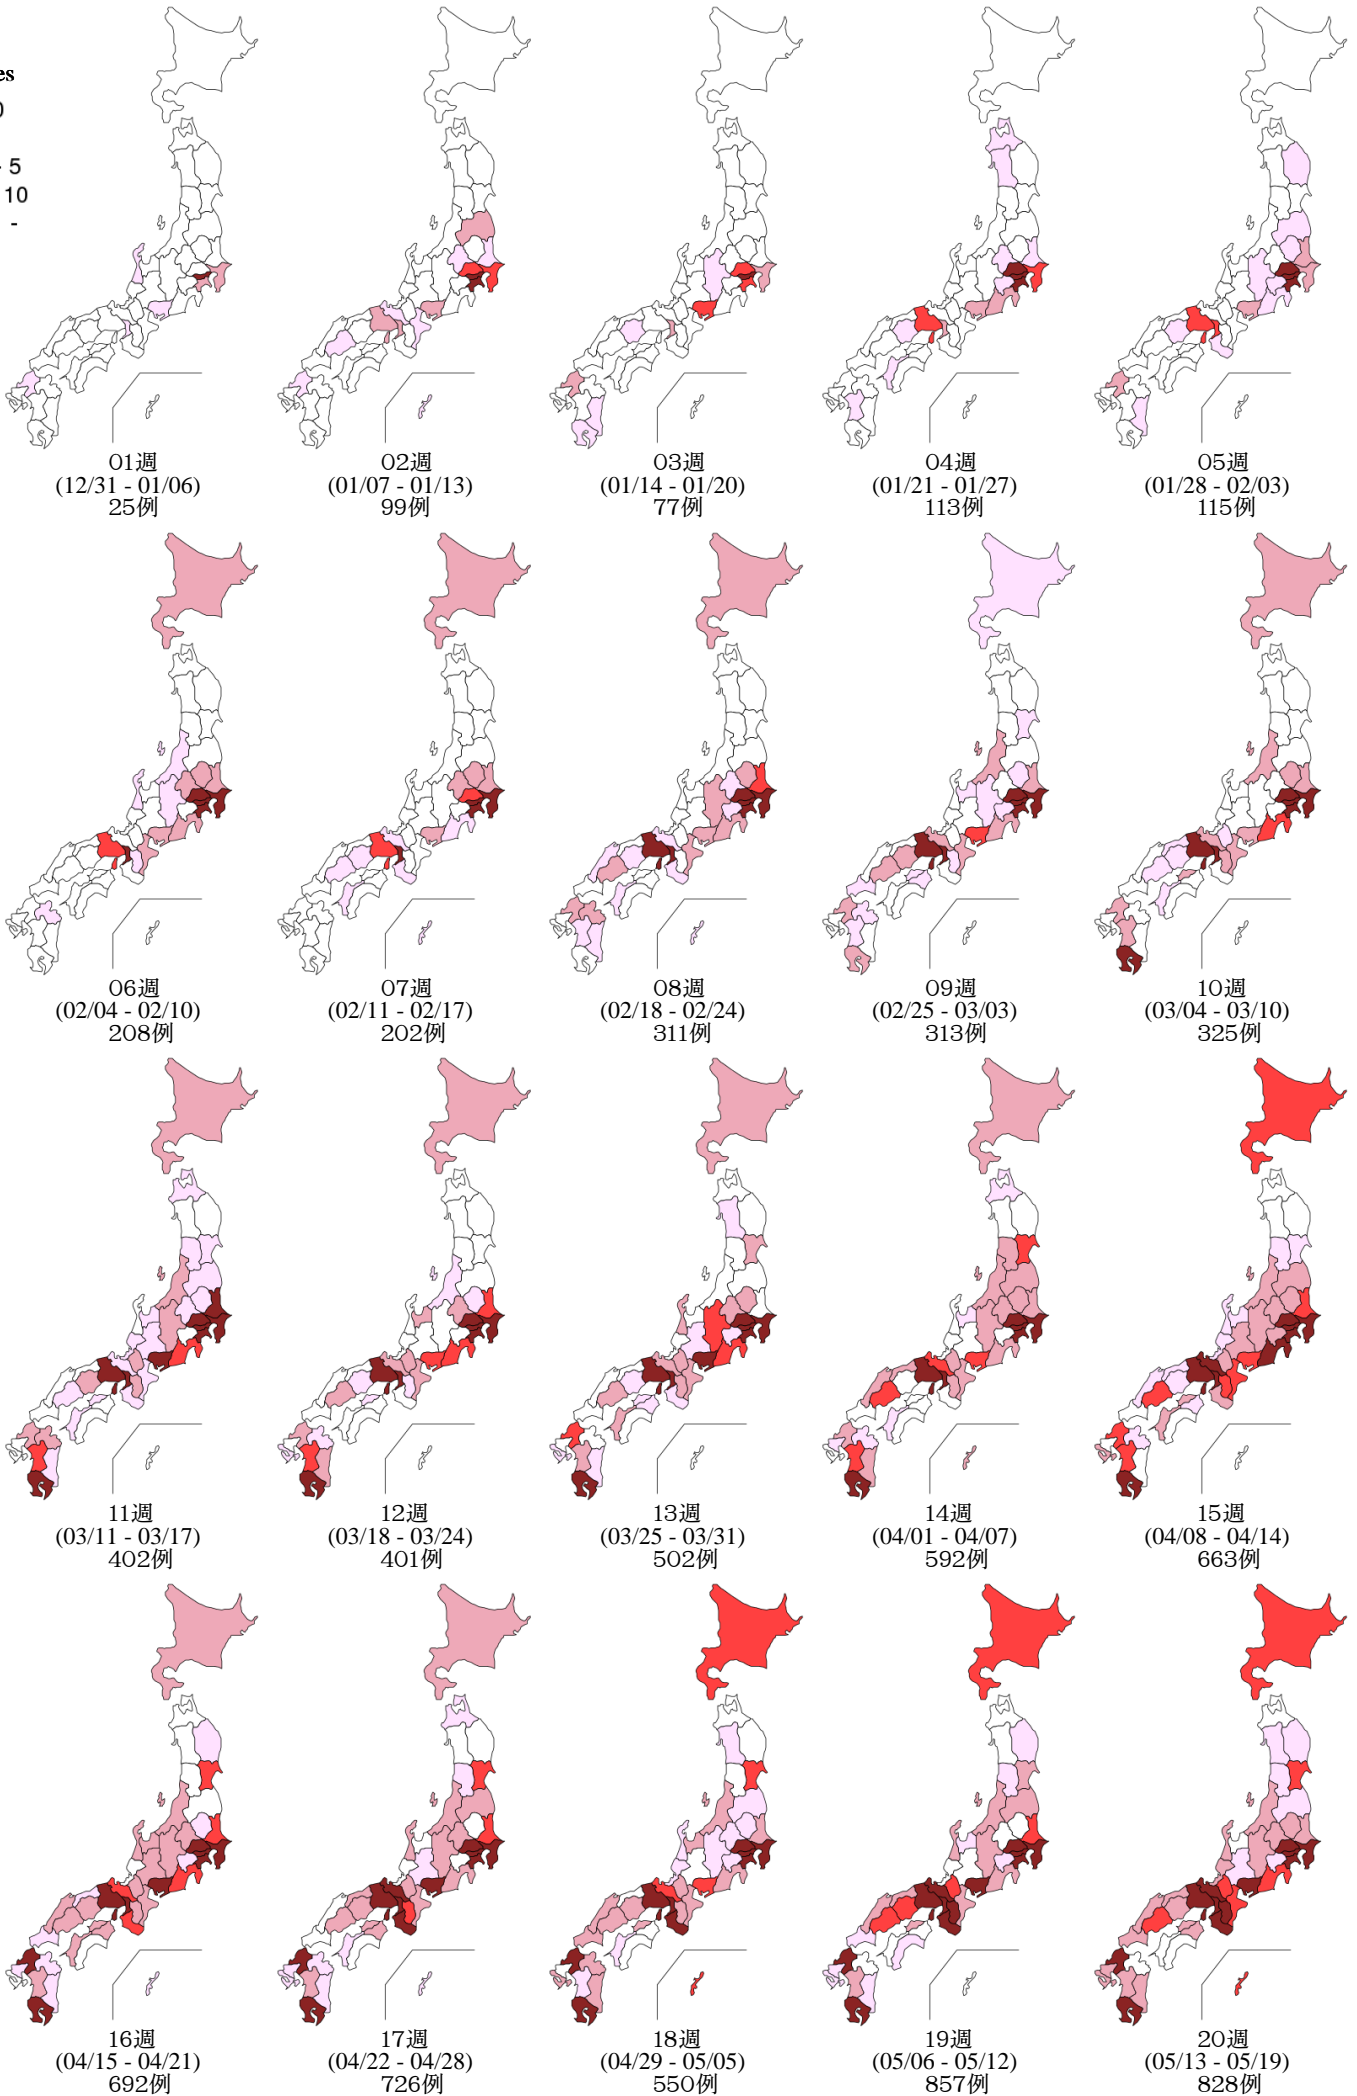 es
0
- 5
10
-
01週
(12/31 - 01/06)
25例
02週
(01/07 - 01/13)
99例
03週
(01/14 - 01/20)
77例
04週
(01/21 - 01/27)
113例
05週
(01/28 - 02/03)
115例
06週
(02/04 - 02/10)
208例
07週
(02/11 - 02/17)
202例
08週
(02/18 - 02/24)
311例
09週
(02/25 - 03/03)
313例
10週
(03/04 - 03/10)
325例
11週
(03/11 - 03/17)
402例
12週
(03/18 - 03/24)
401例
13週
(03/25 - 03/31)
502例
14週
(04/01 - 04/07)
592例
15週
(04/08 - 04/14)
663例
16週
(04/15 - 04/21)
692例
17週
(04/22 - 04/28)
726例
18週
(04/29 - 05/05)
550例
19週
(05/06 - 05/12)
857例
20週
(05/13 - 05/19)
828例